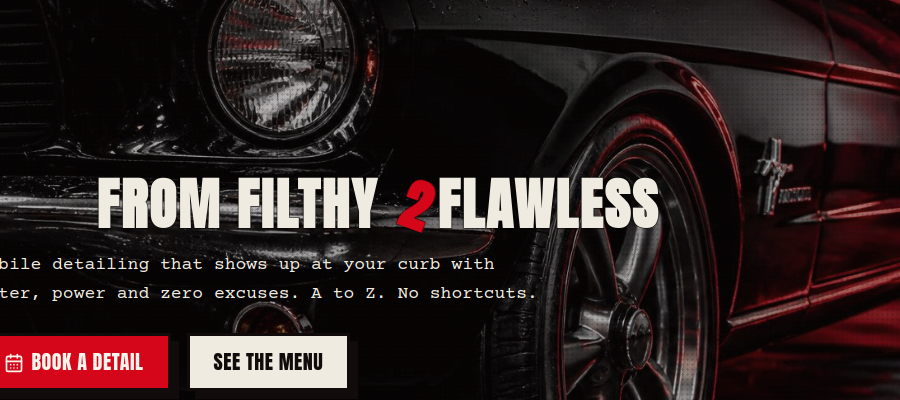 FROM FILTHY 2FLAWLESS
bile detailing that shows up at your curb with
ter, power and zero excuses. A to Z. No shortcuts.
BOOK A DETAIL
SEE THE MENU